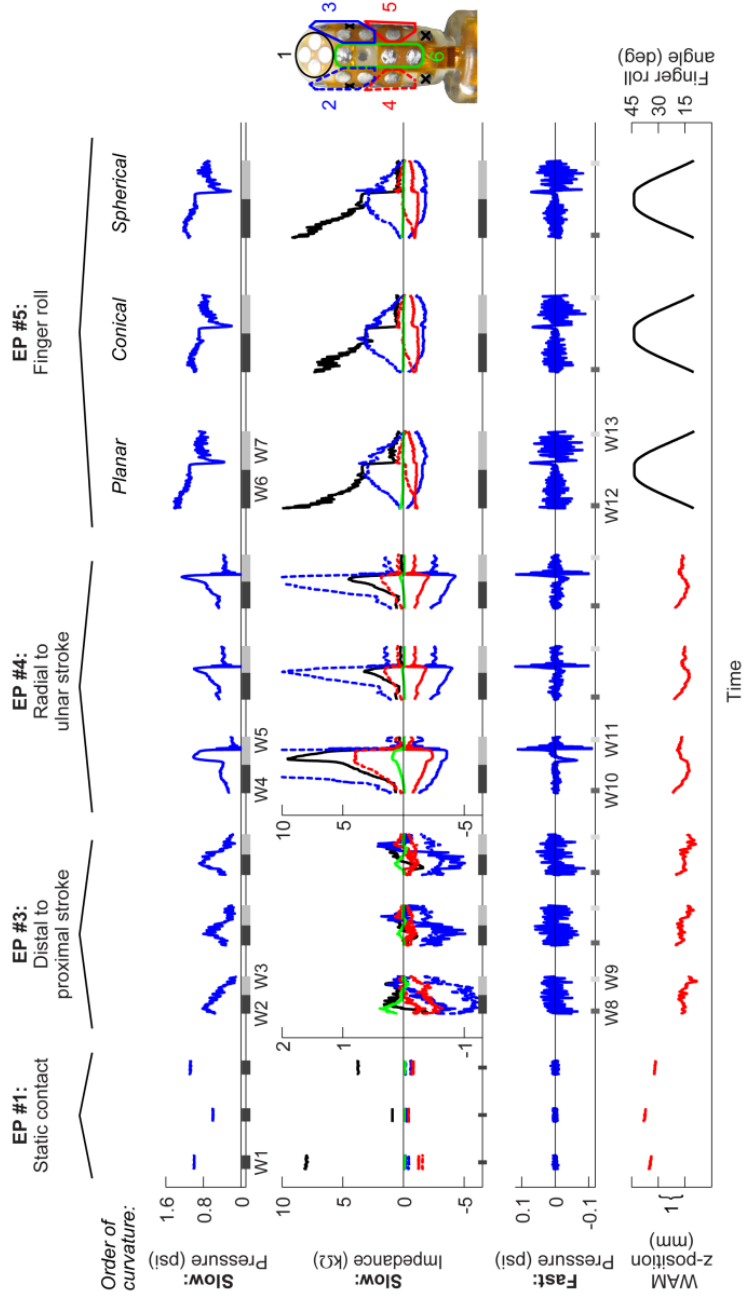 EP #1:
Static contact
EP #3:
Distal to
proximal stroke
EP #4:
Radial to
ulnar stroke
EP #5:
Finger roll
Order of
curvature:
Planar
Conical
Spherical
1
2
3
4
5
6
Slow:
Pressure (psi)
1.6
0.8
0
W1
W2
W3
W4
W5
W6
W7
Slow:
Impedance (kΩ)
10
5
0
-5
2
1
0
-1
10
5
0
-5
Fast:
Pressure (psi)
0.1
0
-0.1
W8
W9
W10
W11
W12
W13
WAM
z-position
(mm)
1 {
Finger roll
angle (deg)
45
30
15
Time